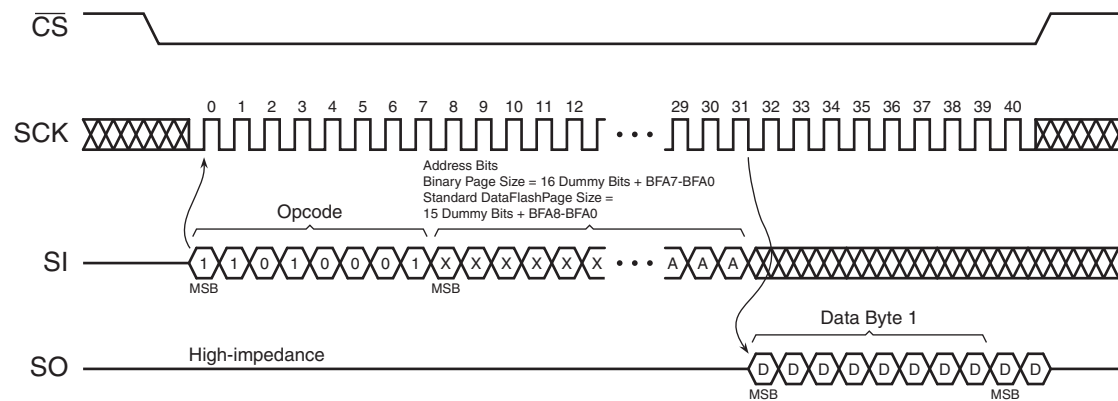 CS
SCK
0 1 2 3 4 5 6 7 8 9 10 11 12 29 30 31 32 33 34 35 36 37 38 39 40
Address Bits
Binary Page Size = 16 Dummy Bits + BFA7-BFA0
Standard DataFlashPage Size =
15 Dummy Bits + BFA8-BFA0
Opcode
SI
1 1 0 1 0 0 0 1 X X X X X X A A A
MSB MSB
Data Byte 1
High-impedance
SO
D D D D D D D D D D
MSB MSB